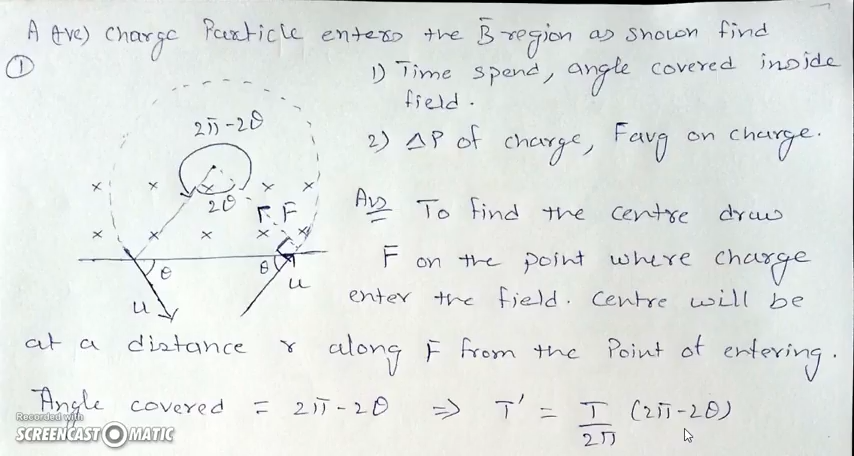 A (+ve) Charge Particle enters the B̄ region as shown find
①
1) Time spend, angle covered inside
field.
2π-2θ
2) ΔP of charge, Favg on charge.
x x x x x
2θ
F
Ans To find the centre draw
x x x x x
F on the point where charge
θ θ
u u
enter the field. Centre will be
at a distance r along F from the Point of entering.
Angle covered = 2π-2θ ⇒ T' = T/2π (2π-2θ)
Recorded with
SCREENCAST O MATIC